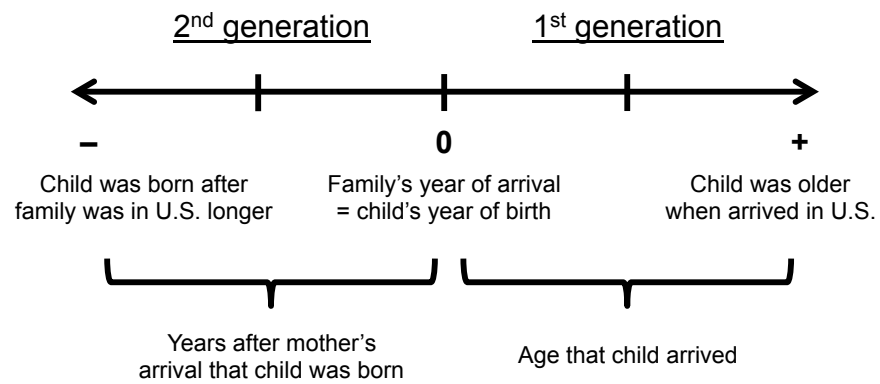 2nd generation
1st generation
–
0
+
Child was born after
family was in U.S. longer
Family’s year of arrival
= child’s year of birth
Child was older
when arrived in U.S.
Years after mother’s
arrival that child was born
Age that child arrived